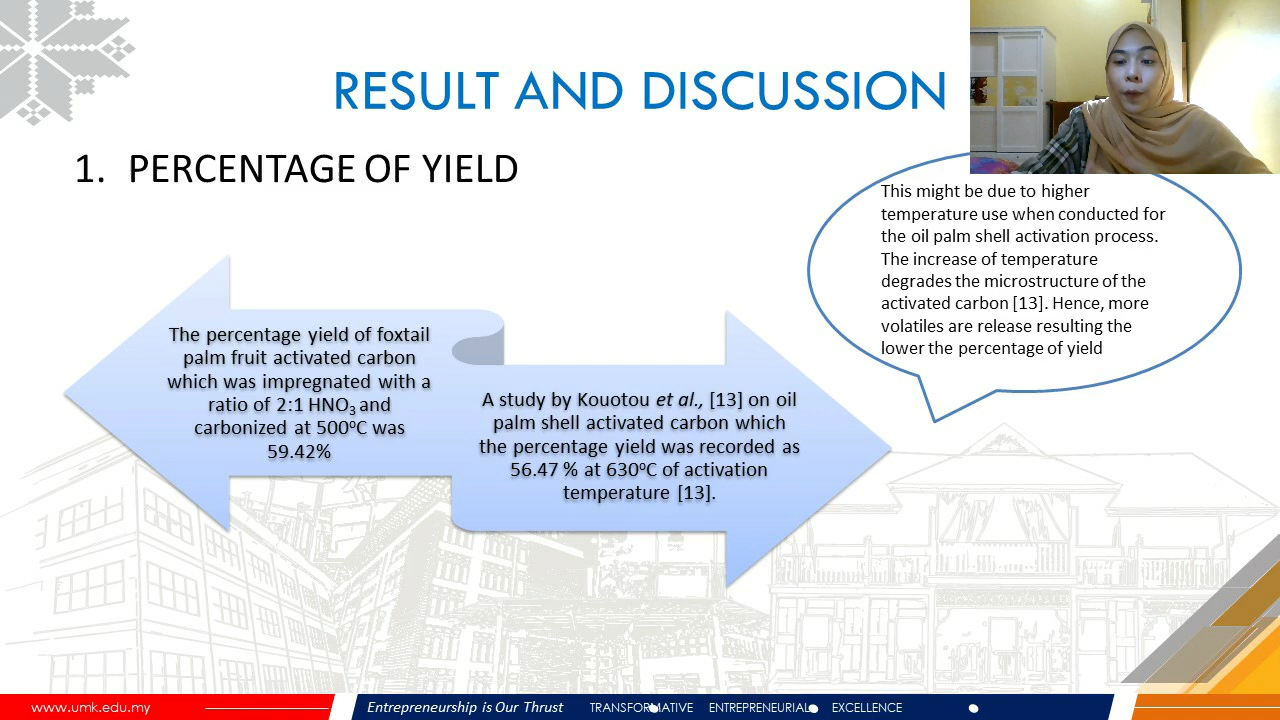 RESULT AND DISCUSSION
1. PERCENTAGE OF YIELD
This might be due to higher
temperature use when conducted for
the oil palm shell activation process.
The increase of temperature
degrades the microstructure of the
activated carbon [13]. Hence, more
volatiles are release resulting the
lower the percentage of yield
The percentage yield of foxtail
palm fruit activated carbon
which was impregnated with a
ratio of 2:1 HNO₃ and
carbonized at 500⁰C was
59.42%
A study by Kouotou et al., [13] on oil
palm shell activated carbon which
the percentage yield was recorded as
56.47 % at 630⁰C of activation
temperature [13].
www.umk.edu.my
Entrepreneurship is Our Thrust
TRANSFORMATIVE ENTREPRENEURIAL EXCELLENCE